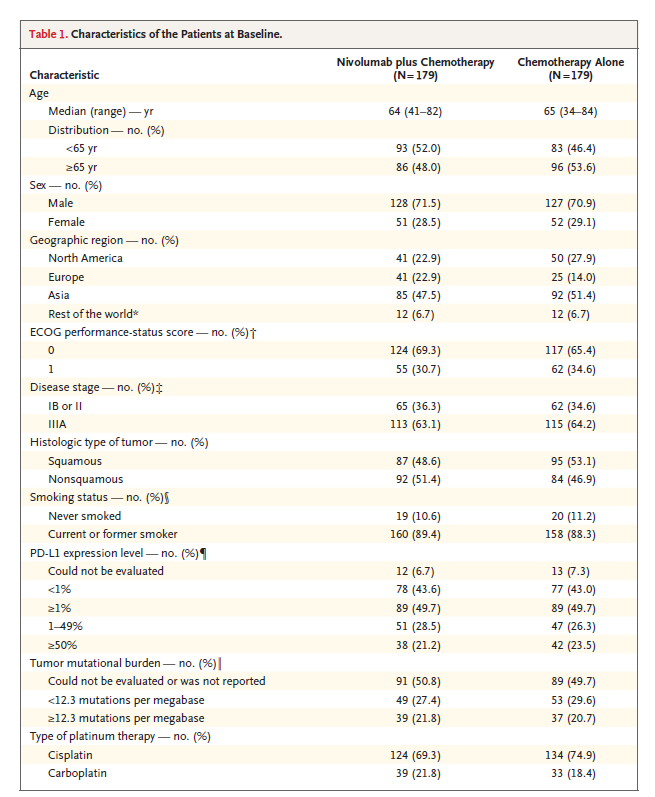 Table 1. Characteristics of the Patients at Baseline.
Characteristic Nivolumab plus Chemotherapy (N=179) Chemotherapy Alone (N=179)
Age
Median (range) — yr 64 (41–82) 65 (34–84)
Distribution — no. (%)
<65 yr 93 (52.0) 83 (46.4)
≥65 yr 86 (48.0) 96 (53.6)
Sex — no. (%)
Male 128 (71.5) 127 (70.9)
Female 51 (28.5) 52 (29.1)
Geographic region — no. (%)
North America 41 (22.9) 50 (27.9)
Europe 41 (22.9) 25 (14.0)
Asia 85 (47.5) 92 (51.4)
Rest of the world* 12 (6.7) 12 (6.7)
ECOG performance-status score — no. (%)†
0 124 (69.3) 117 (65.4)
1 55 (30.7) 62 (34.6)
Disease stage — no. (%)‡
IB or II 65 (36.3) 62 (34.6)
IIIA 113 (63.1) 115 (64.2)
Histologic type of tumor — no. (%)
Squamous 87 (48.6) 95 (53.1)
Nonsquamous 92 (51.4) 84 (46.9)
Smoking status — no. (%)§
Never smoked 19 (10.6) 20 (11.2)
Current or former smoker 160 (89.4) 158 (88.3)
PD-L1 expression level — no. (%)¶
Could not be evaluated 12 (6.7) 13 (7.3)
<1% 78 (43.6) 77 (43.0)
≥1% 89 (49.7) 89 (49.7)
1–49% 51 (28.5) 47 (26.3)
≥50% 38 (21.2) 42 (23.5)
Tumor mutational burden — no. (%)‖
Could not be evaluated or was not reported 91 (50.8) 89 (49.7)
<12.3 mutations per megabase 49 (27.4) 53 (29.6)
≥12.3 mutations per megabase 39 (21.8) 37 (20.7)
Type of platinum therapy — no. (%)
Cisplatin 124 (69.3) 134 (74.9)
Carboplatin 39 (21.8) 33 (18.4)